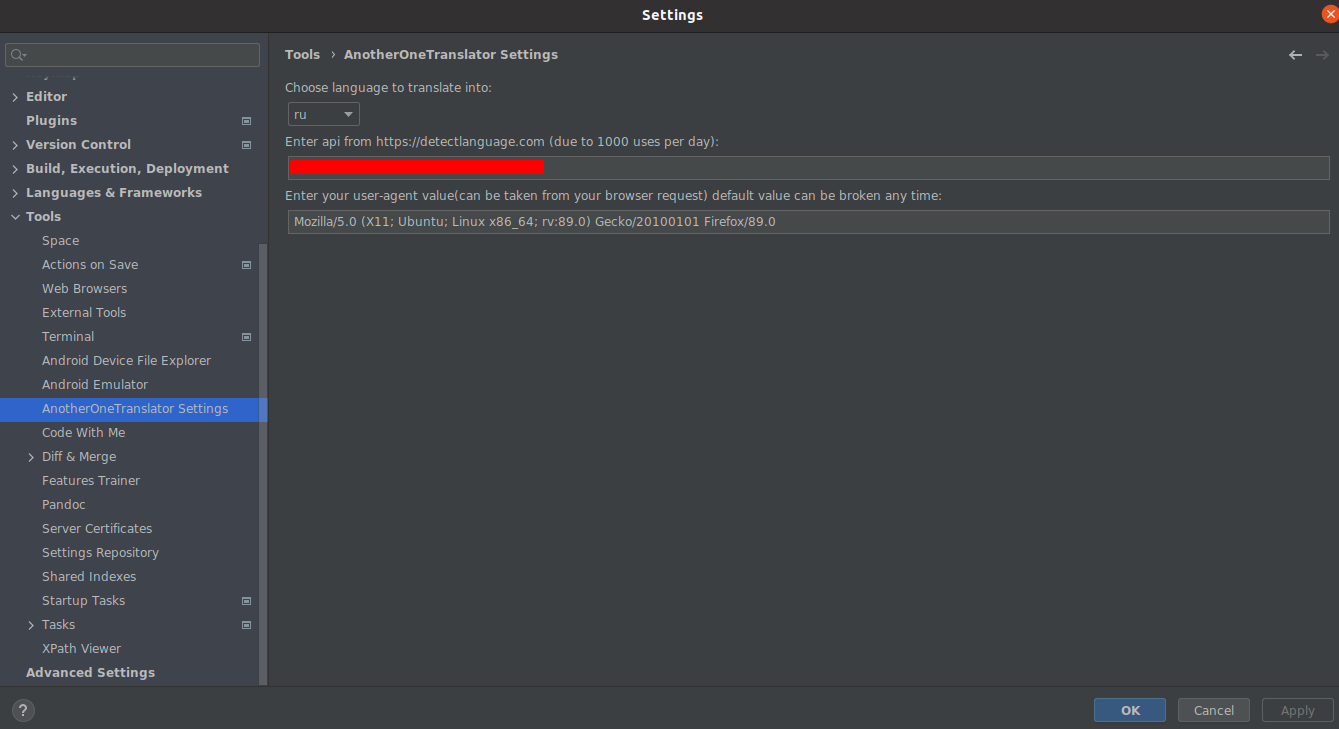 Settings
Tools › AnotherOneTranslator Settings
Editor
Plugins
Version Control
Build, Execution, Deployment
Languages & Frameworks
Tools
Space
Actions on Save
Web Browsers
External Tools
Terminal
Android Device File Explorer
Android Emulator
AnotherOneTranslator Settings
Code With Me
Diff & Merge
Features Trainer
Pandoc
Server Certificates
Settings Repository
Shared Indexes
Startup Tasks
Tasks
XPath Viewer
Advanced Settings
Choose language to translate into:
ru
Enter api from https://detectlanguage.com (due to 1000 uses per day):
Enter your user-agent value(can be taken from your browser request) default value can be broken any time:
Mozilla/5.0 (X11; Ubuntu; Linux x86_64; rv:89.0) Gecko/20100101 Firefox/89.0
?
OK
Cancel
Apply